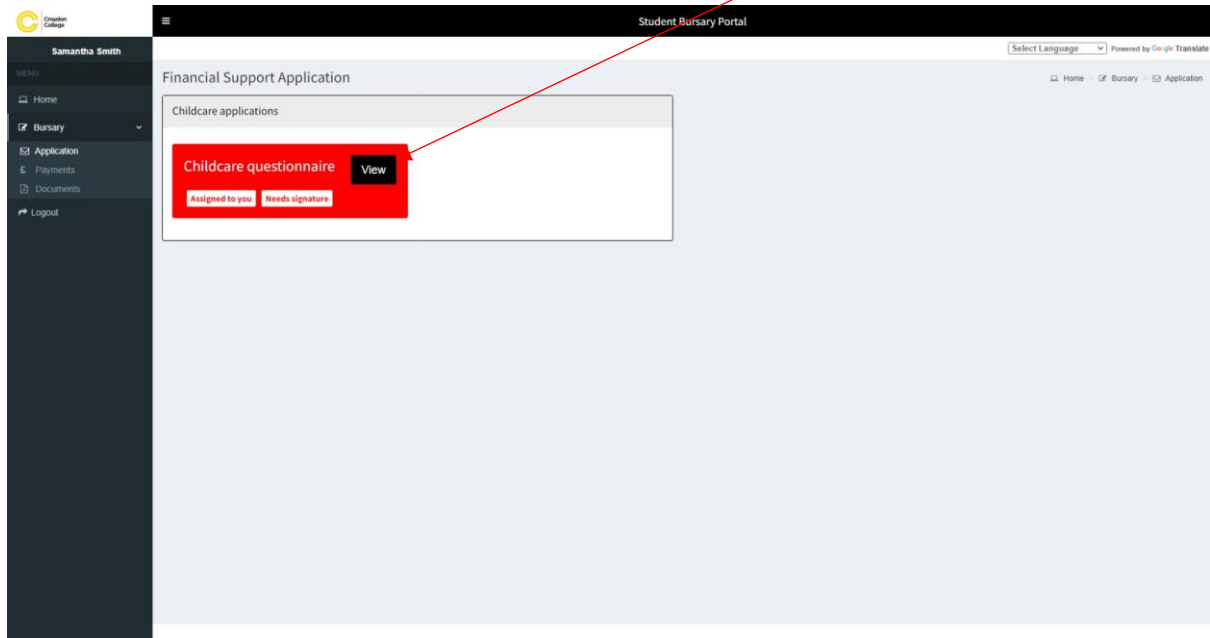 Croydon
College
Student Bursary Portal
Samantha Smith
Select Language
Powered by Google Translate
MENU
Financial Support Application
Home
Bursary
Application
Home
Childcare applications
Bursary
Application
Childcare questionnaire
View
£ Payments
Documents
Assigned to you
Needs signature
Logout